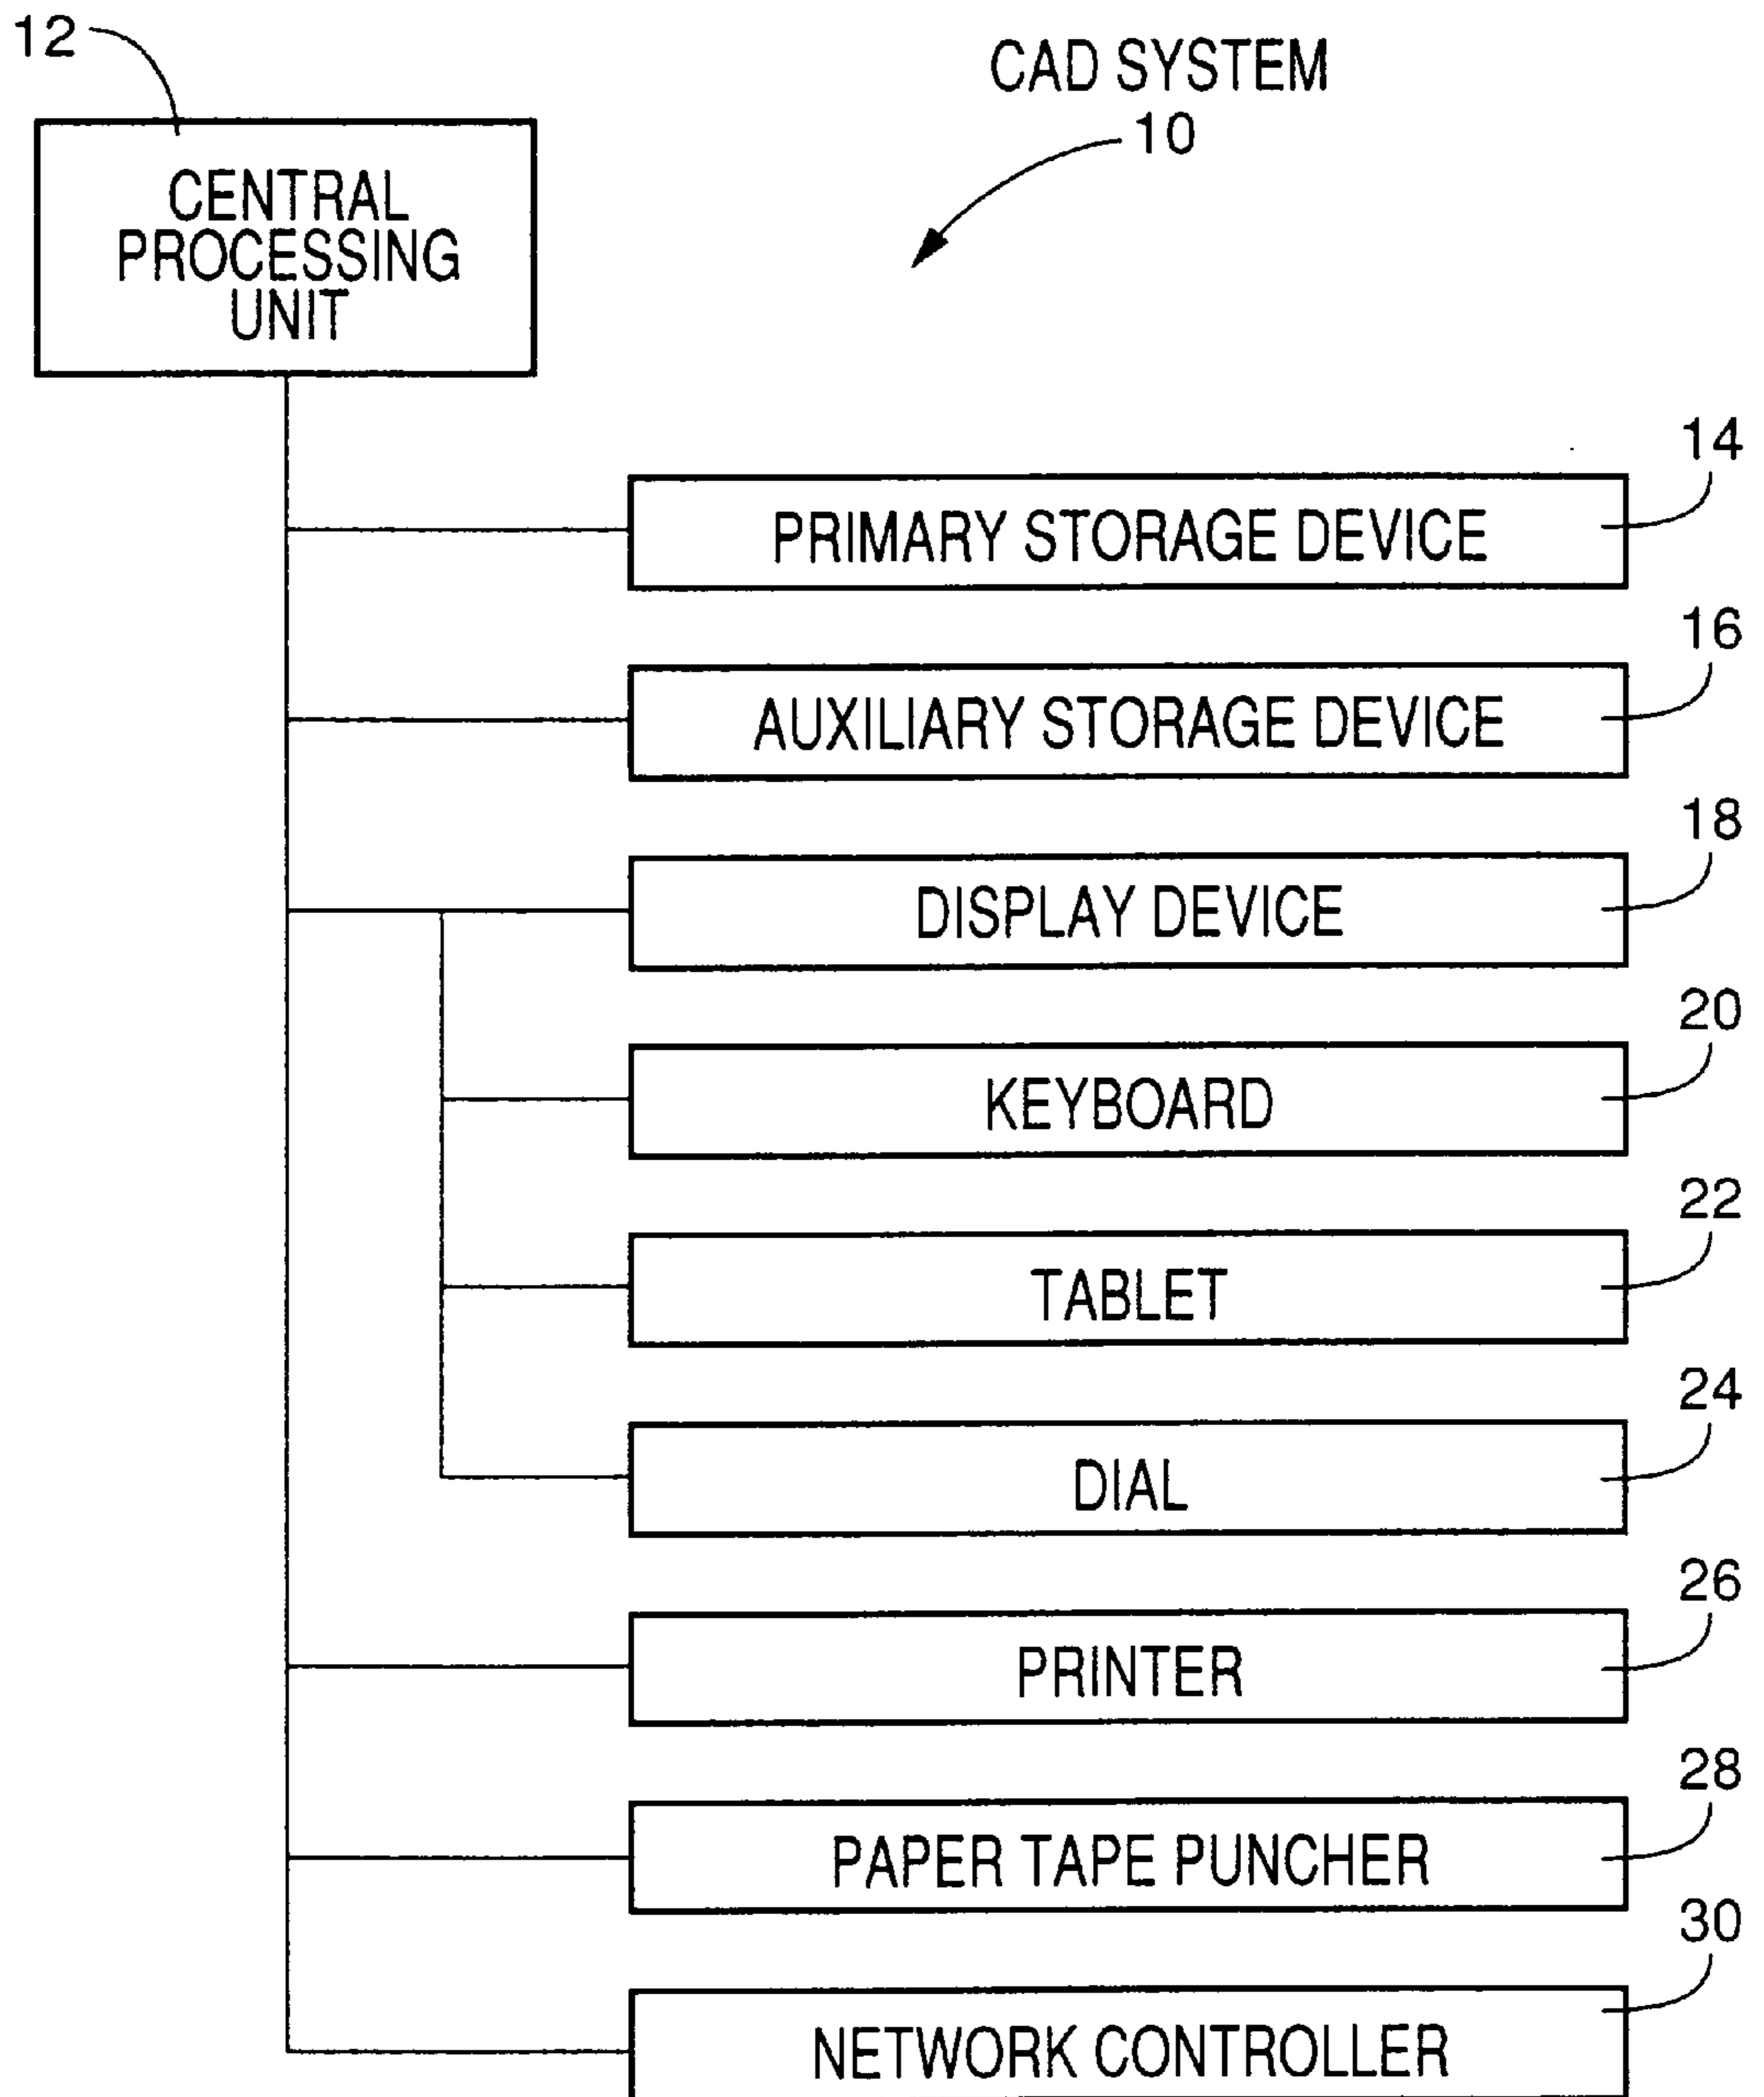 12
CAD SYSTEM
10
CENTRAL
PROCESSING
UNIT
14
PRIMARY STORAGE DEVICE
16
AUXILIARY STORAGE DEVICE
18
DISPLAY DEVICE
20
KEYBOARD
22
TABLET
24
DIAL
26
PRINTER
28
PAPER TAPE PUNCHER
30
NETWORK CONTROLLER